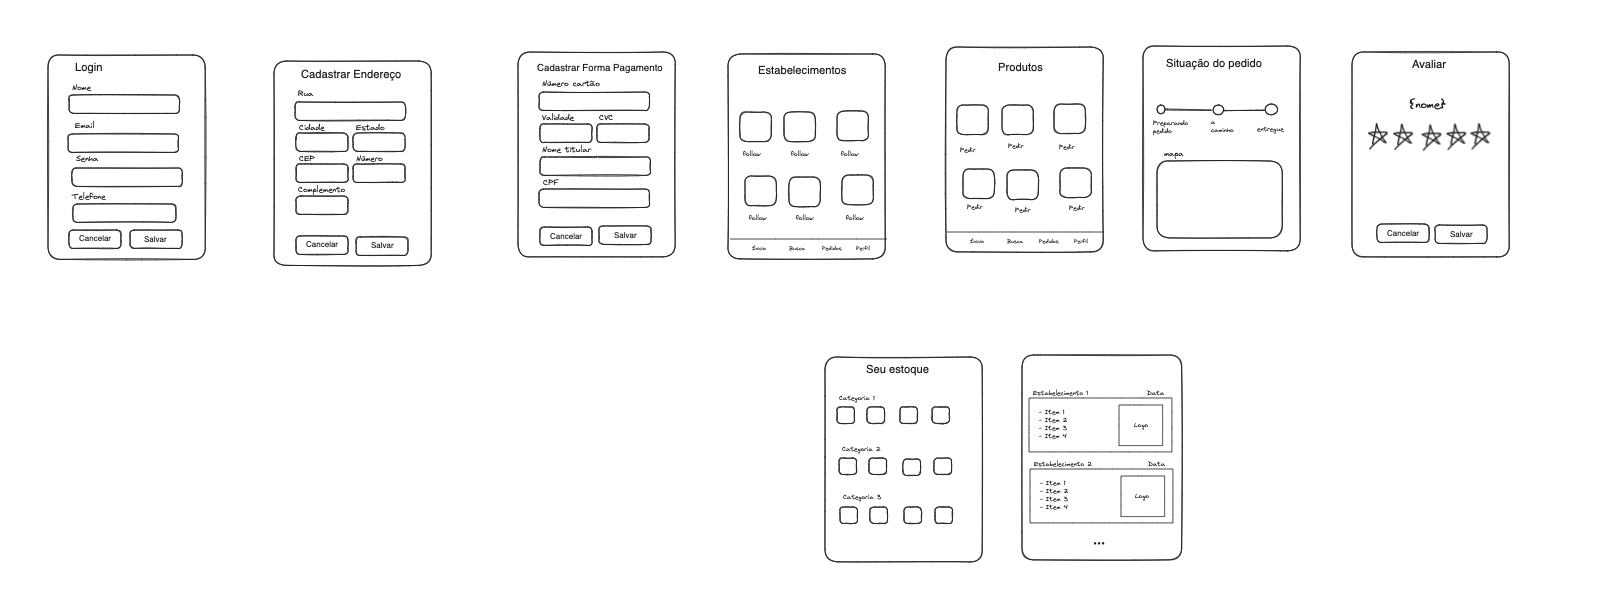 Login
Nome
Email
Senha
Telefone
Cancelar Salvar
Cadastrar Endereço
Rua
Cidade Estado
CEP Número
Complemento
Cancelar Salvar
Cadastrar Forma Pagamento
Número cartão
Validade CVC
Nome titular
CPF
Cancelar Salvar
Estabelecimentos
follow follow follow
follow follow follow
Início Busca Pedidos Perfil
Produtos
Pedir Pedir Pedir
Pedir Pedir Pedir
Início Busca Pedidos Perfil
Situação do pedido
Preparando
pedido
a
caminho
entregue
mapa
Avaliar
{nome}
Cancelar Salvar
Seu estoque
Categoria 1
Categoria 2
Categoria 3
Estabelecimento 1 Data
- Item 1
- Item 2
- Item 3
- Item 4
Logo
Estabelecimento 2 Data
- Item 1
- Item 2
- Item 3
- Item 4
Logo
...